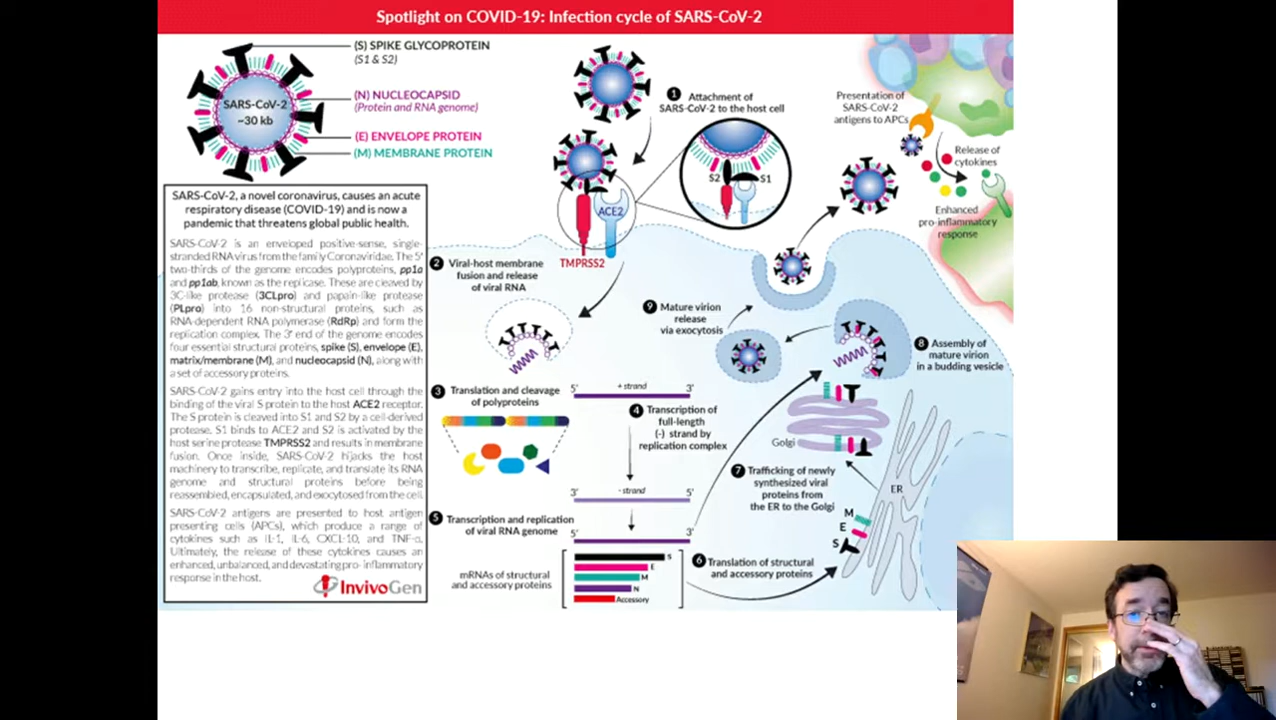 Spotlight on COVID-19: Infection cycle of SARS-CoV-2
(S) SPIKE GLYCOPROTEIN
(S1 & S2)
(N) NUCLEOCAPSID
(Protein and RNA genome)
(E) ENVELOPE PROTEIN
(M) MEMBRANE PROTEIN
SARS-CoV-2
~30 kb
SARS-CoV-2, a novel coronavirus, causes an acute
respiratory disease (COVID-19) and is now a
pandemic that threatens global public health.
SARS-CoV-2 is an enveloped positive-sense, single-
stranded RNA virus from the family Coronaviridae. The 5'
two-thirds of the genome encodes polyproteins, pp1a
and pp1ab, known as the replicase. These are cleaved by
3C-like protease (3CLpro) and papain-like protease
(PLpro) into 16 non-structural proteins, such as
RNA-dependent RNA polymerase (RdRp) and form the
replication complex. The 3' end of the genome encodes
four essential structural proteins, spike (S), envelope (E),
matrix/membrane (M), and nucleocapsid (N), along with
a set of accessory proteins.
SARS-CoV-2 gains entry into the host cell through the
binding of the viral S protein to the host ACE2 receptor.
The S protein is cleaved into S1 and S2 by a cell-derived
protease. S1 binds to ACE2 and S2 is activated by the
host serine protease TMPRSS2 and results in membrane
fusion. Once inside, SARS-CoV-2 hijacks the host
machinery to transcribe, replicate, and translate its RNA
genome and structural proteins before being
reassembled, encapsulated, and exocytosed from the cell.
SARS-CoV-2 antigens are presented to host antigen
presenting cells (APCs), which produce a range of
cytokines such as IL-1, IL-6, CXCL-10, and TNF-α.
Ultimately, the release of these cytokines causes an
enhanced, unbalanced, and devastating pro-inflammatory
response in the host.
InvivoGen
1 Attachment of
SARS-CoV-2 to the host cell
S2
S1
ACE2
TMPRSS2
Presentation of
SARS-CoV-2
antigens to APCs
Release of
cytokines
Enhanced
pro-inflammatory
response
2 Viral-host membrane
fusion and release
of viral RNA
9 Mature virion
release
via exocytosis
8 Assembly of
mature virion
in a budding vesicle
3 Translation and cleavage
of polyproteins
5' + strand 3'
4 Transcription of
full-length
(-) strand by
replication complex
Golgi
7 Trafficking of newly
synthesized viral
proteins from
the ER to the Golgi
ER
3' - strand 5'
5 Transcription and replication
of viral RNA genome
5' 3'
M
E
S
6 Translation of structural
and accessory proteins
mRNAs of structural
and accessory proteins
S
E
M
N
Accessory